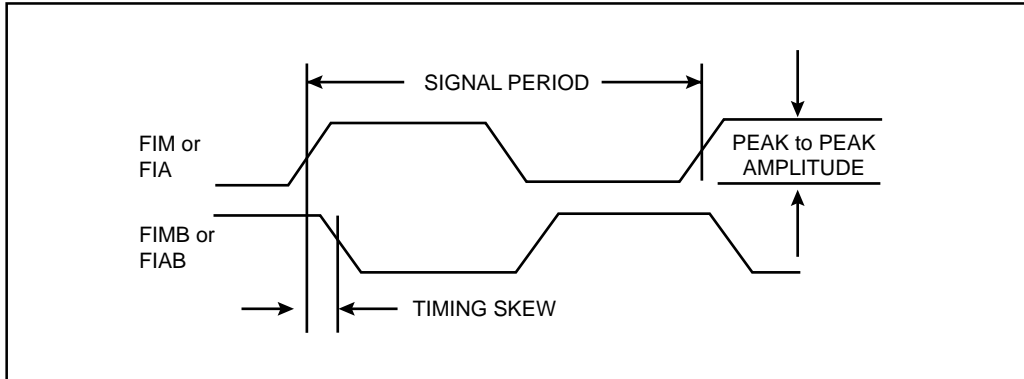 SIGNAL PERIOD
FIM or
FIA
PEAK to PEAK
AMPLITUDE
FIMB or
FIAB
TIMING SKEW